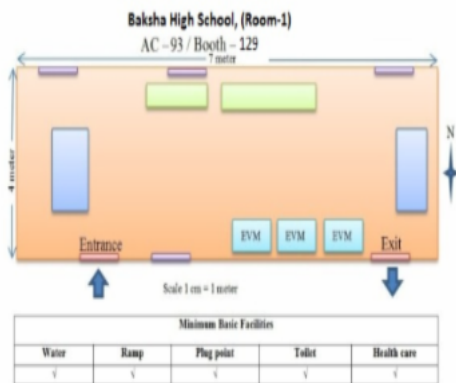 Baksha High School, (Room-1)
AC – 93 / Booth – 129
7 meter
4 meter
N
EVM EVM EVM
Entrance Exit
Scale 1 cm = 1 meter
Minimum Basic Facilities
Water Ramp Plug point Toilet Health care
√ √ √ √ √